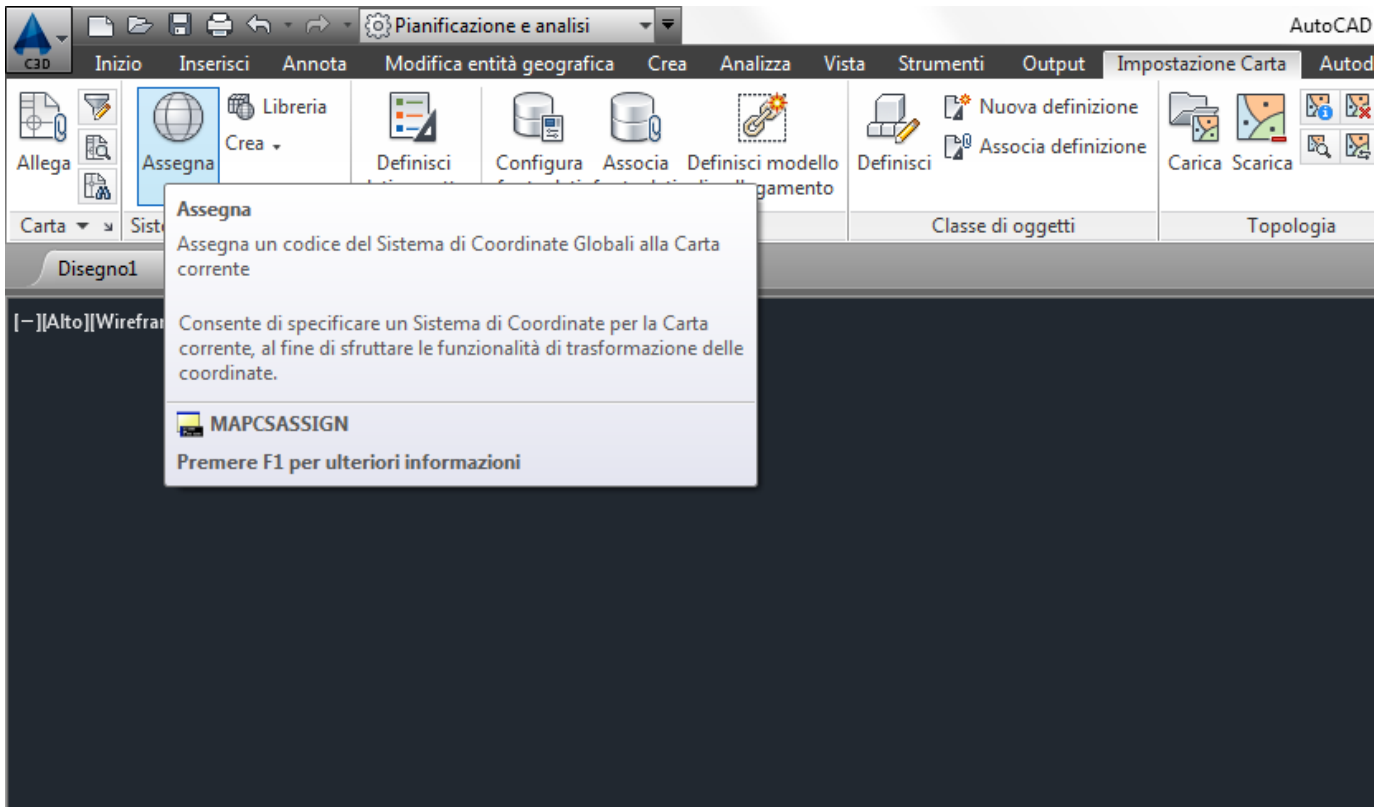 Pianificazione e analisi
AutoCAD
C3D
Inizio Inserisci Annota Modifica entità geografica Crea Analizza Vista Strumenti Output Impostazione Carta Autod
Allega
Assegna
Libreria
Crea
Definisci
Configura
Associa
Definisci modello
gamento
Definisci
Nuova definizione
Associa definizione
Carica Scarica
Carta
Siste
Classe di oggetti
Topologia
Disegno1
[−][Alto][Wirefra
Assegna
Assegna un codice del Sistema di Coordinate Globali alla Carta
corrente
Consente di specificare un Sistema di Coordinate per la Carta
corrente, al fine di sfruttare le funzionalità di trasformazione delle
coordinate.
MAPCSASSIGN
Premere F1 per ulteriori informazioni